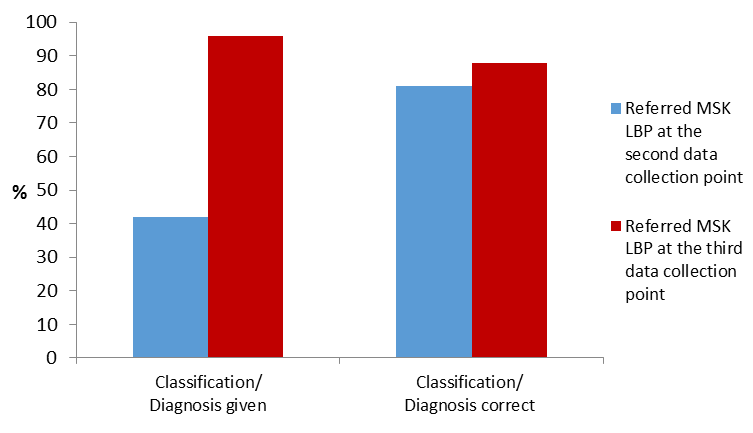 100
90
80
70
60
50
40
30
20
10
0
%
Classification/
Diagnosis given
Classification/
Diagnosis correct
Referred MSK
LBP at the
second data
collection point
Referred MSK
LBP at the third
data collection
point